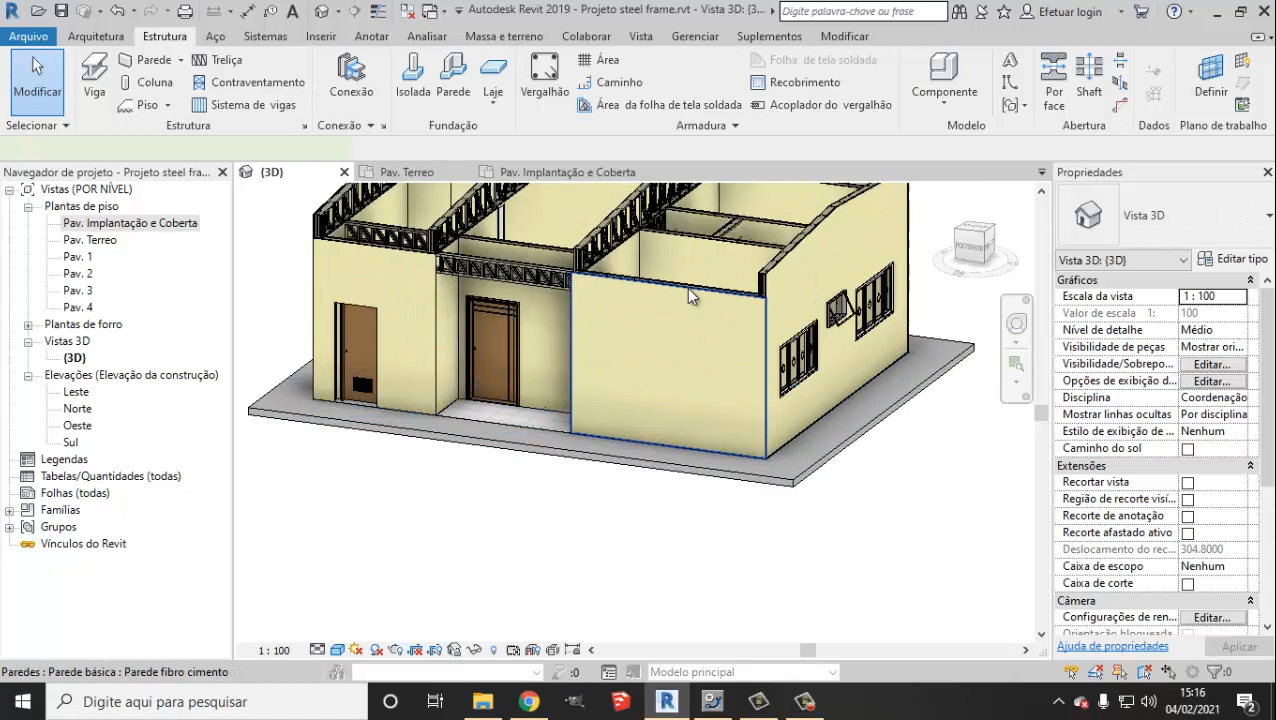 Autodesk Revit 2019 - Projeto steel frame.rvt - Vista 3D: {3...
Digite palavra-chave ou frase
Efetuar login
Arquivo Arquitetura Estrutura Aço Sistemas Inserir Anotar Analisar Massa e terreno Colaborar Vista Gerenciar Suplementos Modificar
Modificar
Selecionar
Viga
Parede
Coluna
Piso
Treliça
Contraventamento
Sistema de vigas
Estrutura
Conexão
Conexão
Isolada Parede Laje
Fundação
Vergalhão
Área
Caminho
Área da folha de tela soldada
Folha de tela soldada
Recobrimento
Acoplador do vergalhão
Armadura
Componente
Modelo
Por face
Shaft
Abertura
Dados
Definir
Plano de trabalho
Navegador de projeto - Projeto steel fra...
Vistas (POR NÍVEL)
Plantas de piso
Pav. Implantação e Coberta
Pav. Terreo
Pav. 1
Pav. 2
Pav. 3
Pav. 4
Plantas de forro
Vistas 3D
{3D}
Elevações (Elevação da construção)
Leste
Norte
Oeste
Sul
Legendas
Tabelas/Quantidades (todas)
Folhas (todas)
Famílias
Grupos
Vínculos do Revit
{3D} Pav. Terreo Pav. Implantação e Coberta
POSTERIOR
Propriedades
Vista 3D
Vista 3D: {3D} Editar tipo
Gráficos
Escala da vista 1 : 100
Valor de escala 1: 100
Nível de detalhe Médio
Visibilidade de peças Mostrar ori...
Visibilidade/Sobrepo... Editar...
Opções de exibição d... Editar...
Disciplina Coordenação
Mostrar linhas ocultas Por disciplina
Estilo de exibição de ... Nenhum
Caminho do sol
Extensões
Recortar vista
Região de recorte visí...
Recorte de anotação
Recorte afastado ativo
Deslocamento do rec... 304.8000
Caixa de escopo Nenhum
Caixa de corte
Câmera
Configurações de ren... Editar...
Orientação bloqueada
Ajuda de propriedades Aplicar
1 : 100
Paredes : Parede básica : Parede fibro cimento
:0
Modelo principal
:0
Digite aqui para pesquisar
15:16
04/02/2021
2